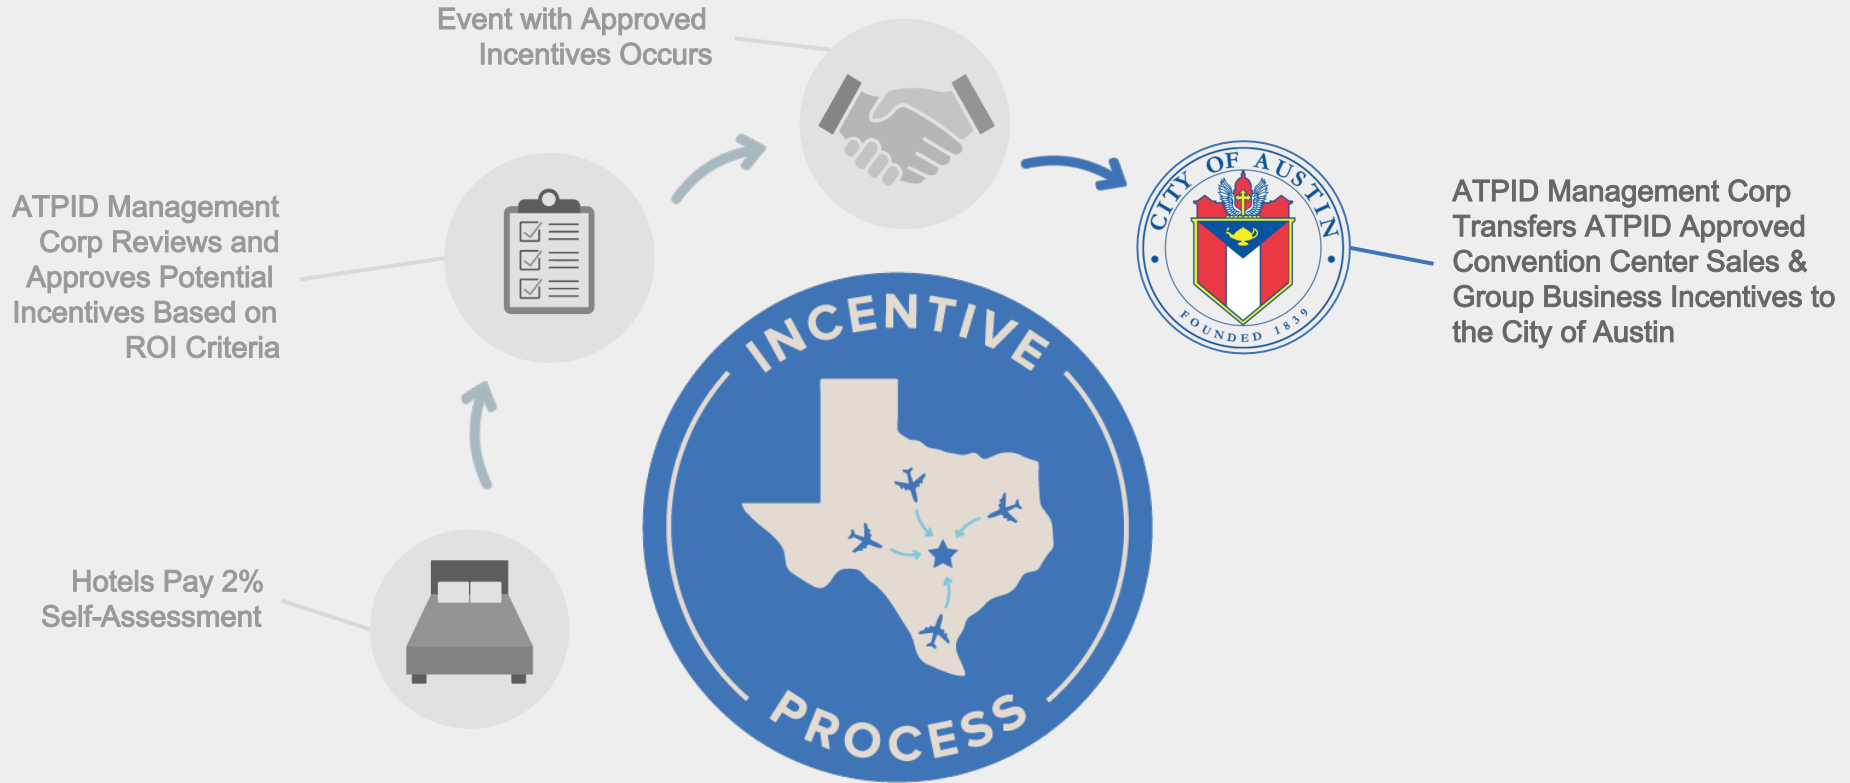 Event with Approved
Incentives Occurs
ATPID Management
Corp Reviews and
Approves Potential
Incentives Based on
ROI Criteria
Hotels Pay 2%
Self-Assessment
INCENTIVE
PROCESS
CITY OF AUSTIN
FOUNDED 1839
ATPID Management Corp
Transfers ATPID Approved
Convention Center Sales &
Group Business Incentives to
the City of Austin